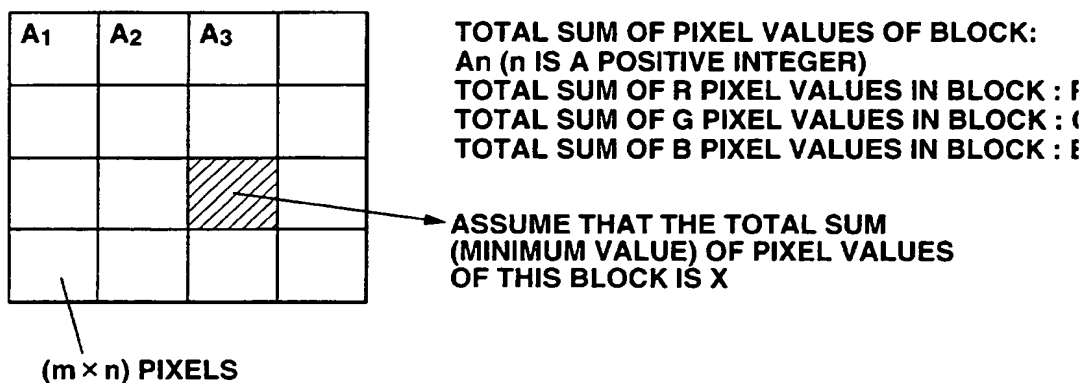 A1 A2 A3
TOTAL SUM OF PIXEL VALUES OF BLOCK:
An (n IS A POSITIVE INTEGER)
TOTAL SUM OF R PIXEL VALUES IN BLOCK :
TOTAL SUM OF G PIXEL VALUES IN BLOCK :
TOTAL SUM OF B PIXEL VALUES IN BLOCK :
ASSUME THAT THE TOTAL SUM
(MINIMUM VALUE) OF PIXEL VALUES
OF THIS BLOCK IS X
(m × n) PIXELS